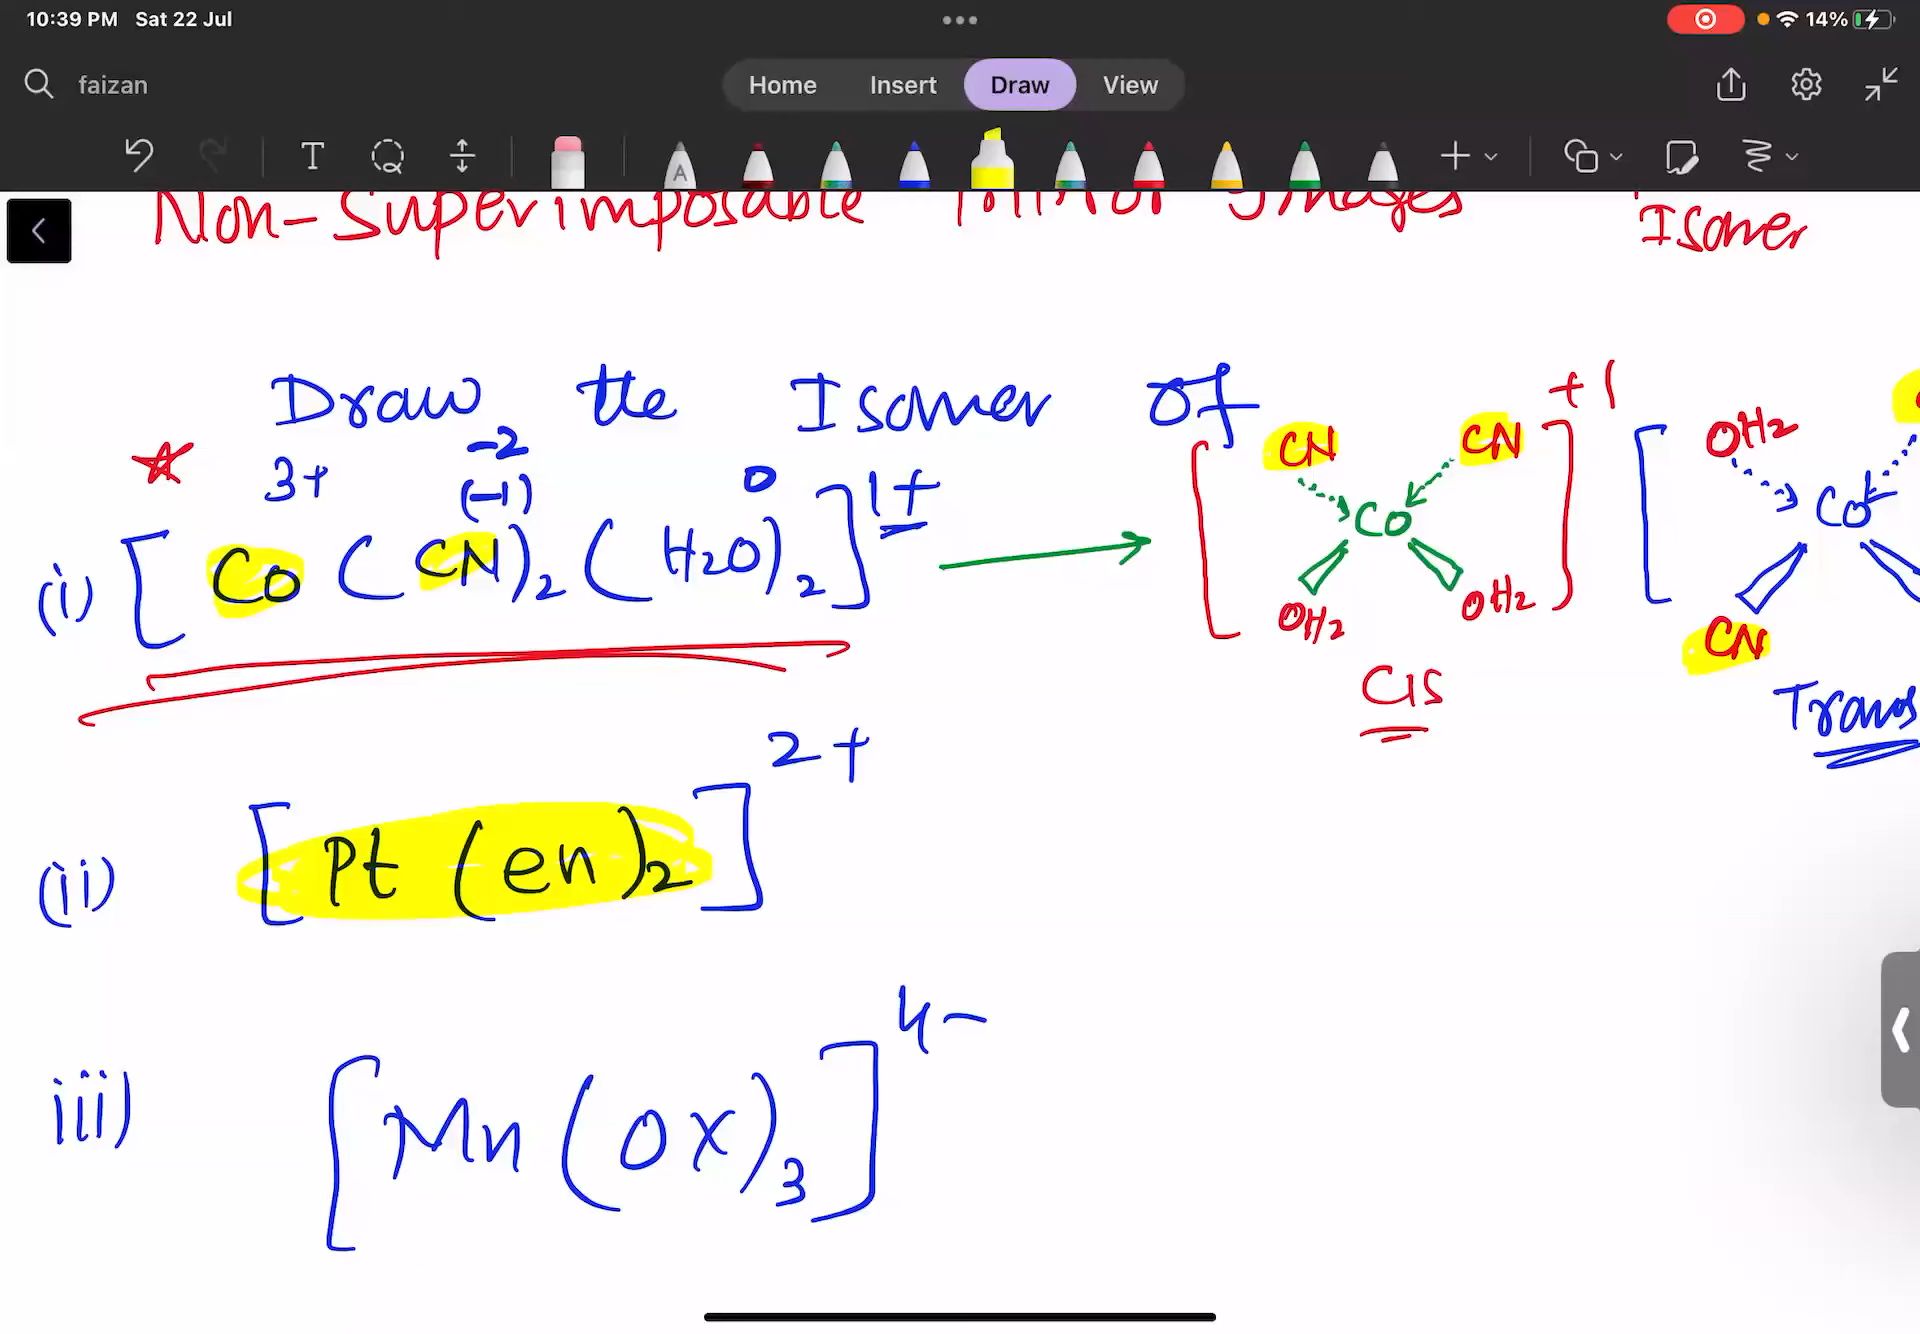 10:39 PM Sat 22 Jul
14%
faizan
Home Insert Draw View
T A
Non-Superimposable Mirror Images
Isomer
Draw the Isomer of
3+ -2 (-1) 0
(i) [Co(CN)₂(H₂O)₂]¹⁺
[CN CN Co OH₂ OH₂]⁺¹
Cis
[OH₂ Co CN
Trans
(ii) [Pt(en)₂]²⁺
iii) [Mn(ox)₃]⁴⁻